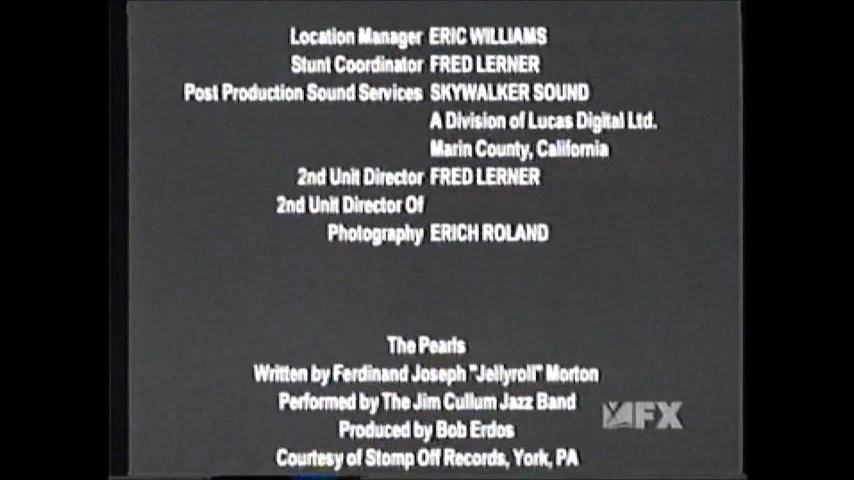 Location Manager ERIC WILLIAMS
Stunt Coordinator FRED LERNER
Post Production Sound Services SKYWALKER SOUND
A Division of Lucas Digital Ltd.
Marin County, California
2nd Unit Director FRED LERNER
2nd Unit Director Of
Photography ERICH ROLAND
The Pearls
Written by Ferdinand Joseph "Jellyroll" Morton
Performed by The Jim Cullum Jazz Band
Produced by Bob Erdos
Courtesy of Stomp Off Records, York, PA
FX